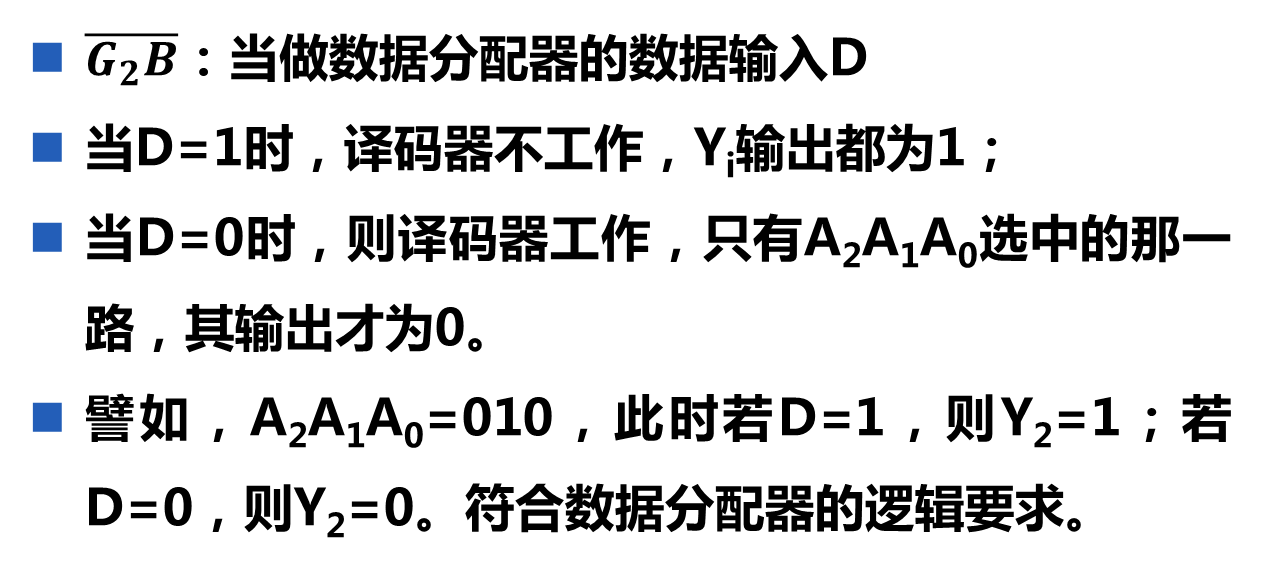 ■ $\overline{G_2B}$：当做数据分配器的数据输入D
■ 当D=1时，译码器不工作，Yᵢ输出都为1；
■ 当D=0时，则译码器工作，只有A₂A₁A₀选中的那一
路，其输出才为0。
■ 譬如，A₂A₁A₀=010，此时若D=1，则Y₂=1；若
D=0，则Y₂=0。符合数据分配器的逻辑要求。